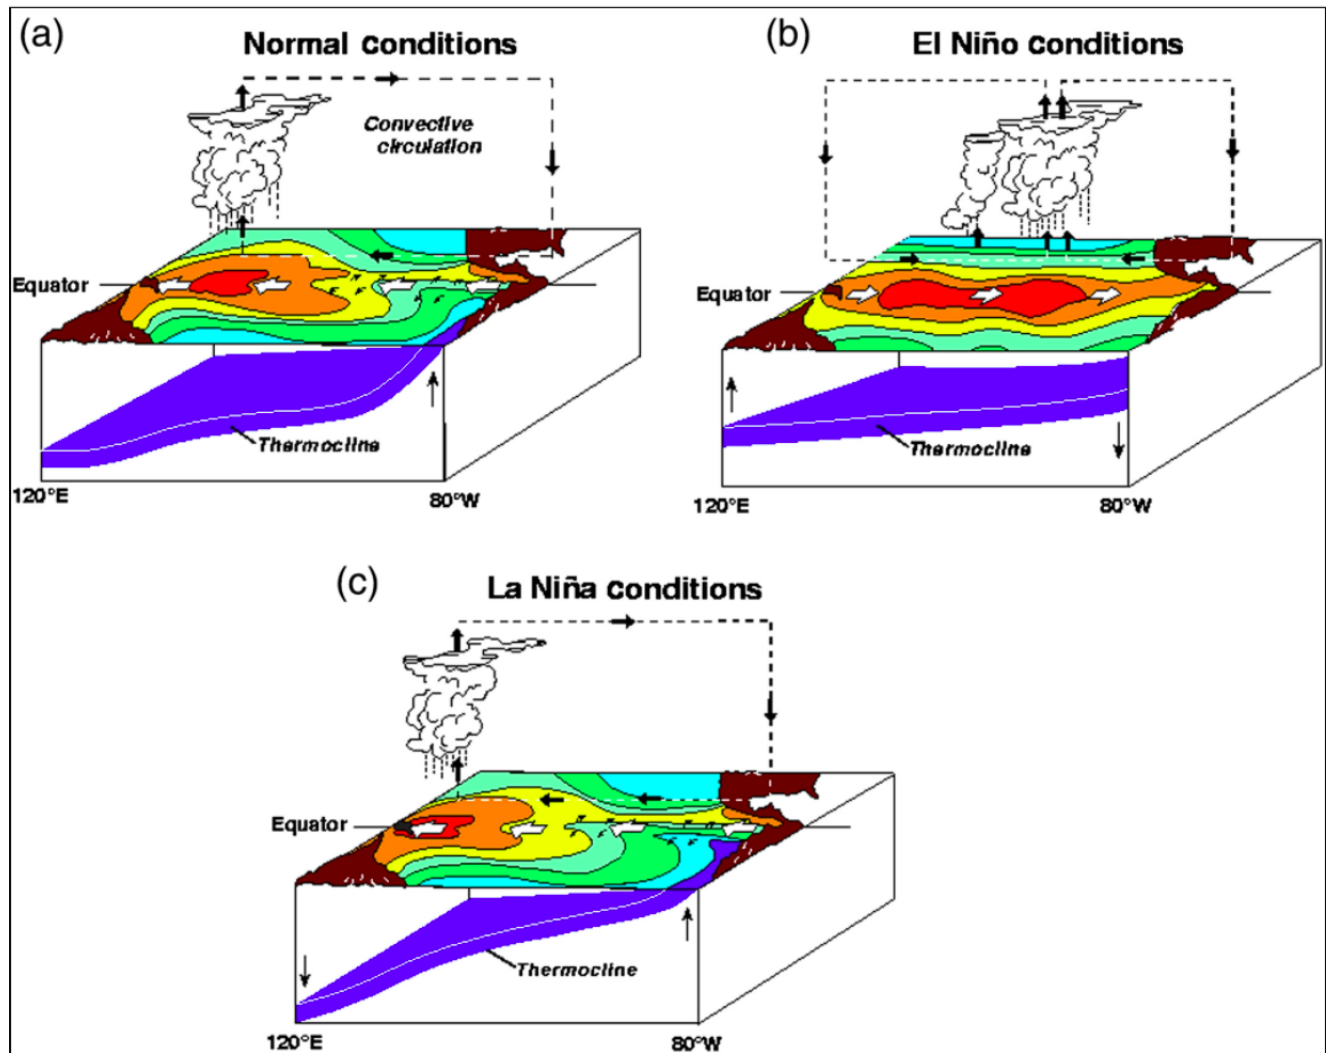 (a)
Normal conditions
Convective
circulation
Equator
Thermocline
120°E
80°W
(b)
El Niño conditions
Equator
Thermocline
120°E
80°W
(c)
La Niña conditions
Equator
Thermocline
120°E
80°W